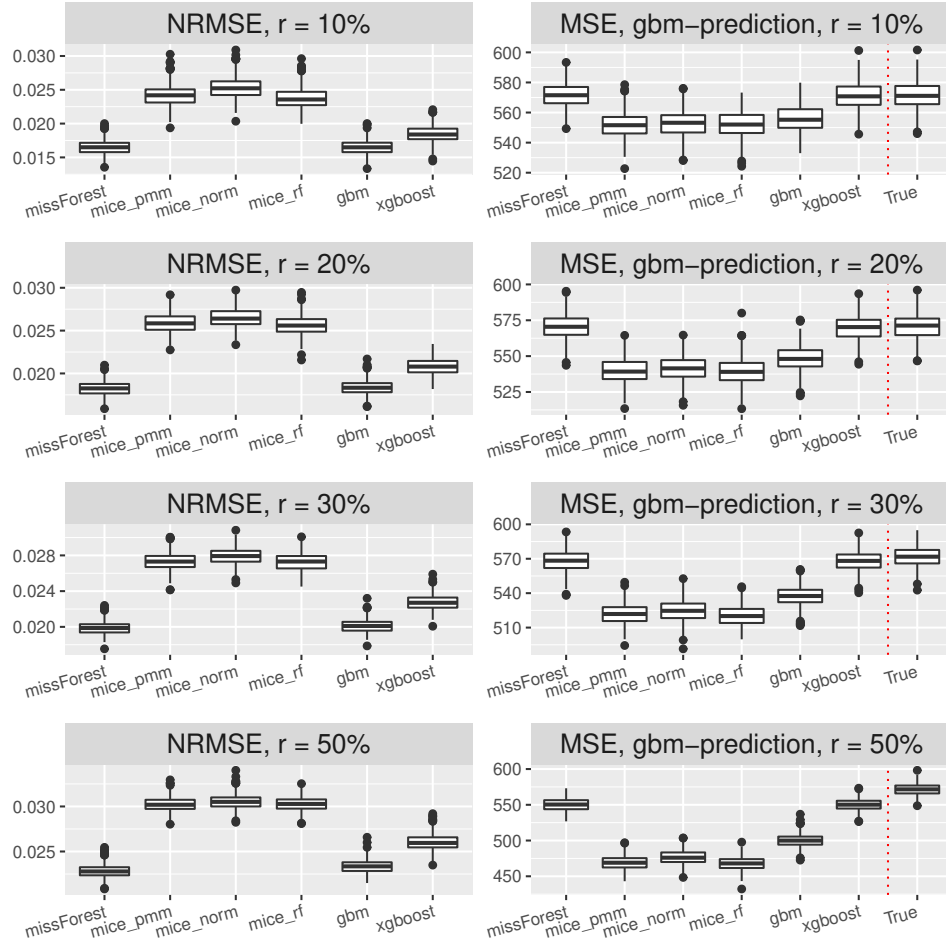 NRMSE, r = 10%
0.030
0.025
0.020
0.015
missForest mice_pmm mice_norm mice_rf gbm xgboost
MSE, gbm−prediction, r = 10%
600
580
560
540
520
missForest mice_pmm mice_norm mice_rf gbm xgboost True
NRMSE, r = 20%
0.030
0.025
0.020
missForest mice_pmm mice_norm mice_rf gbm xgboost
MSE, gbm−prediction, r = 20%
600
575
550
525
missForest mice_pmm mice_norm mice_rf gbm xgboost True
NRMSE, r = 30%
0.028
0.024
0.020
missForest mice_pmm mice_norm mice_rf gbm xgboost
MSE, gbm−prediction, r = 30%
600
570
540
510
missForest mice_pmm mice_norm mice_rf gbm xgboost True
NRMSE, r = 50%
0.030
0.025
missForest mice_pmm mice_norm mice_rf gbm xgboost
MSE, gbm−prediction, r = 50%
600
550
500
450
missForest mice_pmm mice_norm mice_rf gbm xgboost True